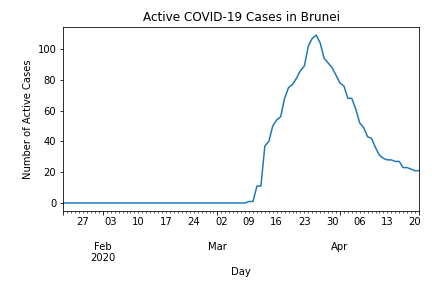 Active COVID-19 Cases in Brunei
Number of Active Cases
100
80
60
40
20
0
27 03 10 17 24 02 09 16 23 30 06 13 20
Feb Mar Apr
2020
Day